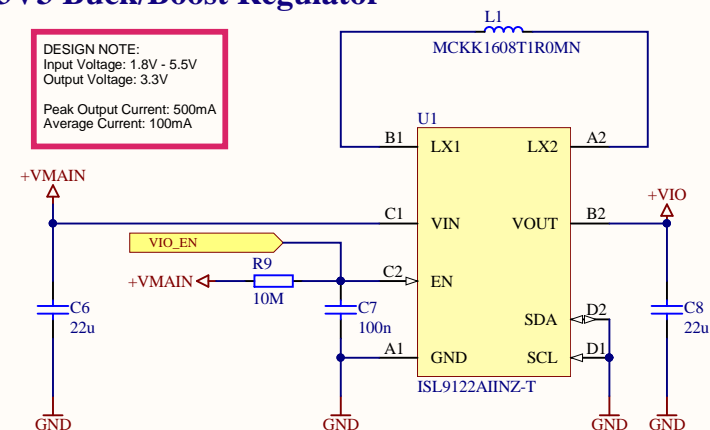 3V3 Buck/Boost Regulator
DESIGN NOTE:
Input Voltage: 1.8V - 5.5V
Output Voltage: 3.3V
Peak Output Current: 500mA
Average Current: 100mA
L1
MCKK1608T1R0MN
U1
B1
LX1
LX2
A2
+VMAIN
+VIO
C1
VIN
VOUT
B2
VIO_EN
R9
C2
EN
+VMAIN
10M
C6
22u
C7
100n
SDA
D2
C8
22u
A1
GND
SCL
D1
ISL9122AIINZ-T
GND
GND
GND
GND